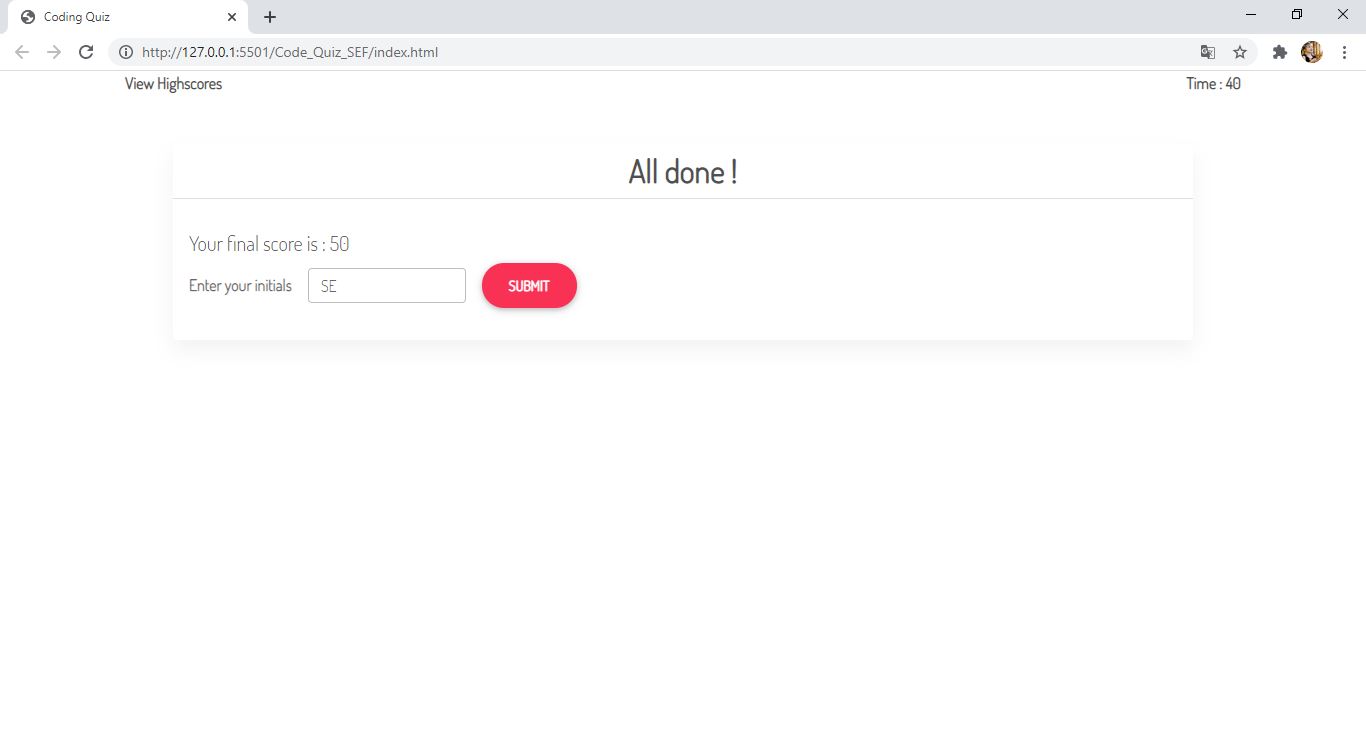 Coding Quiz
http://127.0.0.1:5501/Code_Quiz_SEF/index.html
View Highscores Time : 40
All done !
Your final score is : 50
Enter your initials SE SUBMIT